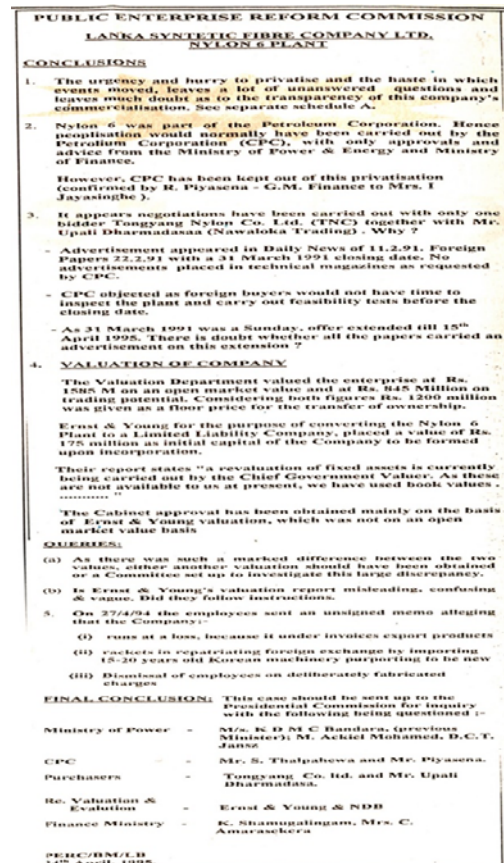 PUBLIC ENTERPRISE REFORM COMMISSION
LANKA SYNTETIC FIBRE COMPANY LTD.
NYLON 6 PLANT
CONCLUSIONS
1. The urgency and hurry to privatise and the haste in which
events moved, leaves a lot of unanswered questions and
leaves much doubt as to the transparency of this company's
commercialisation. See separate schedule A.
2. Nylon 6 was part of the Petroleum Corporation. Hence
peoplisation would normally have been carried out by the
Petrolium Corporation (CPC), with only approvals and
advice from the Ministry of Power & Energy and Ministry
of Finance.
However, CPC has been kept out of this privatisation
(confirmed by R. Piyasena - G.M. Finance to Mrs. I
Jayasinghe ).
3. It appears negotiations have been carried out with only one
bidder Tongyang Nylon Co. Ltd. (TNC) together with Mr.
Upali Dharmadasaa (Nawaloka Trading) . Why ?
- Advertisement appeared in Daily News of 11.2.91. Foreign
Papers 22.2.91 with a 31 March 1991 closing date. No
advertisements placed in technical magazines as requested
by CPC.
- CPC objected as foreign buyers would not have time to
inspect the plant and carry out feasibility tests before the
closing date.
- As 31 March 1991 was a Sunday, offer extended till 15th
April 1995. There is doubt whether all the papers carried an
advertisement on this extension ?
4. VALUATION OF COMPANY
The Valuation Department valued the enterprise at Rs.
1585 M on an open market value and at Rs. 845 Million on
trading potential. Considering both figures Rs. 1200 million
was given as a floor price for the transfer of ownership.
Ernst & Young for the purpose of converting the Nylon 6
Plant to a Limited Liability Company, placed a value of Rs.
175 million as initial capital of the Company to be formed
upon incorporation.
Their report states "a revaluation of fixed assets is currently
being carried out by the Chief Government Valuer. As these
are not available to us at present, we have used book values .
........... "
The Cabinet approval has been obtained mainly on the basis
of Ernst & Young valuation, which was not on an open
market value basis
QUERIES:
(a) As there was such a marked difference between the two
values, either another valuation should have been obtained
or a Committee set up to investigate this large discrepancy.
(b) Is Ernst & Young's valuation report misleading, confusing
& vague. Did they follow instructions.
5. On 27/4/94 the employees sent an unsigned memo alleging
that the Company:-
(i) runs at a loss, because it under invoices export products
(ii) rackets in repatriating foreign exchange by importing
15-20 years old Korean machinery purporting to be new
(iii) Dismissal of employees on deliberately fabricated
charges
FINAL CONCLUSION: This case should be sent up to the
Presidential Commission for inquiry
with the following being questioned :-
Ministry of Power - M/s. K D M C Bandara, (previous
Minister); M. Ackiel Mohamed, D.C.T.
Jansz
CPC - Mr. S. Thalpahewa and Mr. Piyasena.
Purchasers - Tongyang Co. ltd. and Mr. Upali
Dharmadasa.
Re. Valuation &
Evalution - Ernst & Young & NDB
Finance Ministry - K. Shamugalingam, Mrs. C.
Amarasekera
PERC/BM/LB
14th April, 1995.